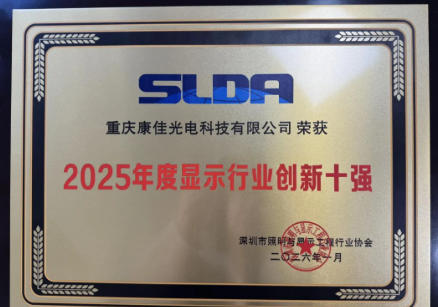 SLDA
重庆康佳光电科技有限公司 荣获
2025年度显示行业创新十强
深圳市照明与显示工程行业协会
二〇二六年一月